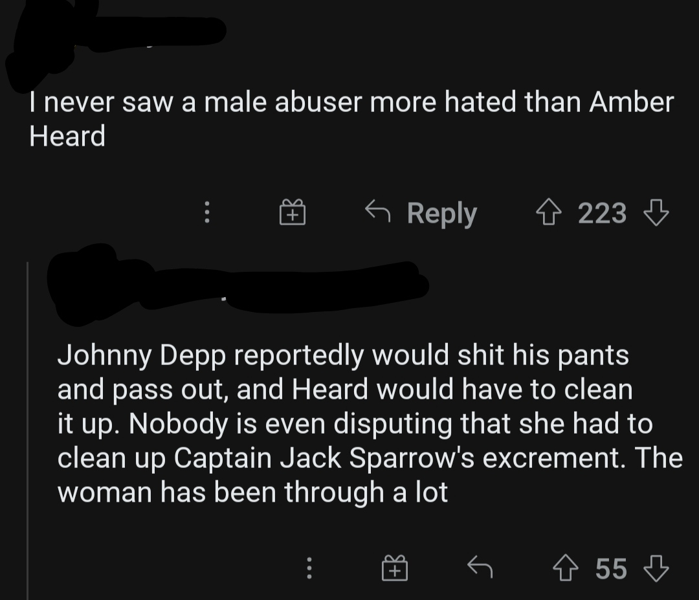 I never saw a male abuser more hated than Amber
Heard
Reply 223
Johnny Depp reportedly would shit his pants
and pass out, and Heard would have to clean
it up. Nobody is even disputing that she had to
clean up Captain Jack Sparrow's excrement. The
woman has been through a lot
55